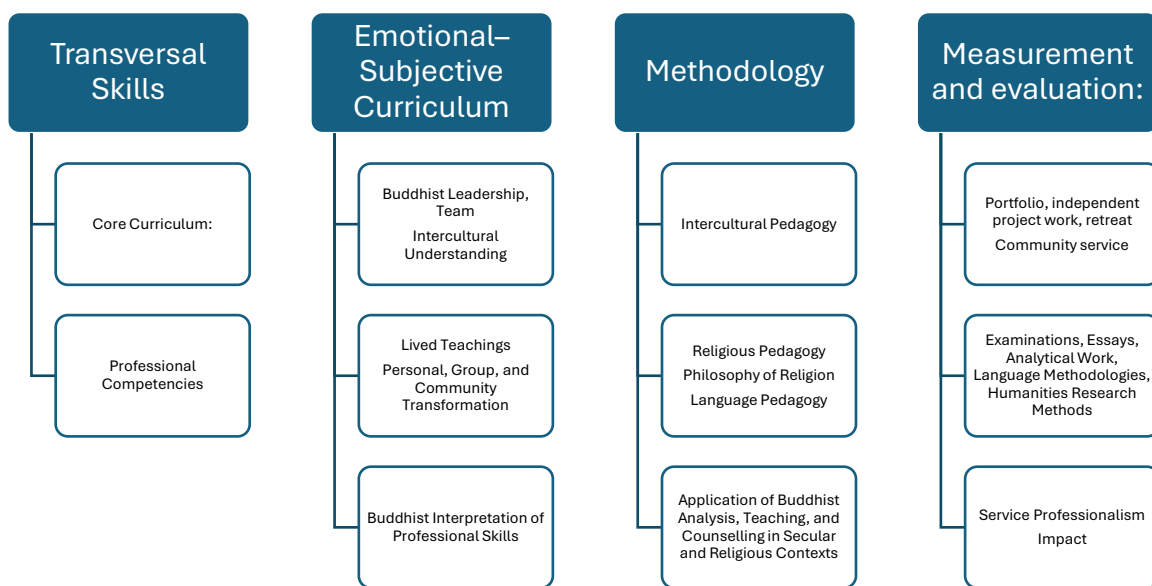 Transversal
Skills
Core Curriculum:
Professional
Competencies
Emotional–
Subjective
Curriculum
Buddhist Leadership,
Team
Intercultural
Understanding
Lived Teachings
Personal, Group, and
Community
Transformation
Buddhist Interpretation of
Professional Skills
Methodology
Intercultural Pedagogy
Religious Pedagogy
Philosophy of Religion
Language Pedagogy
Application of Buddhist
Analysis, Teaching, and
Counselling in Secular
and Religious Contexts
Measurement
and evaluation:
Portfolio, independent
project work, retreat
Community service
Examinations, Essays,
Analytical Work,
Language Methodologies,
Humanities Research
Methods
Service Professionalism
Impact